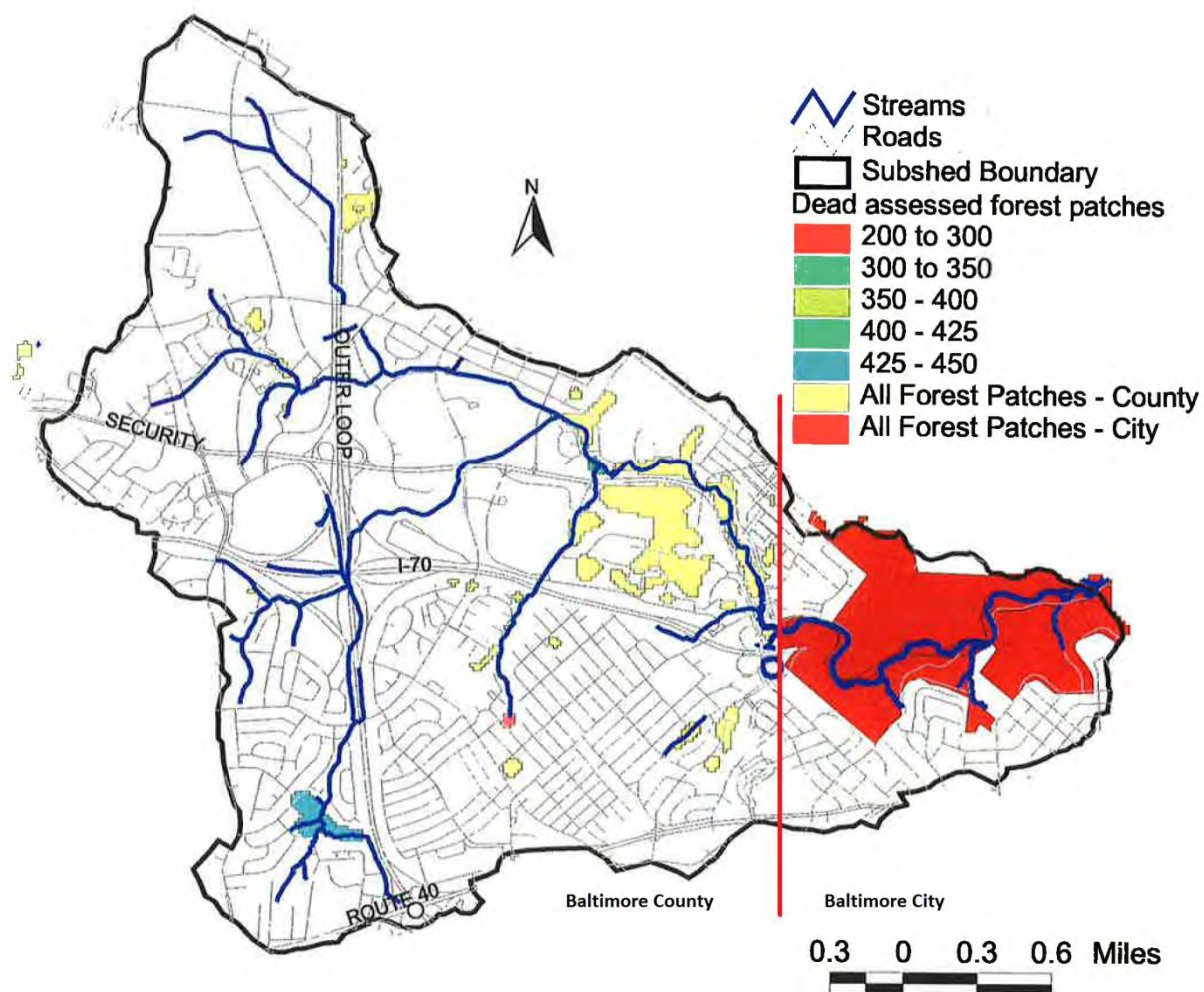 Streams
Roads
Subshed Boundary
Dead assessed forest patches
200 to 300
300 to 350
350 - 400
400 - 425
425 - 450
All Forest Patches - County
All Forest Patches - City
N
OUTER LOOP
SECURITY
I-70
ROUTE 40
Baltimore County
Baltimore City
0.3 0 0.3 0.6 Miles